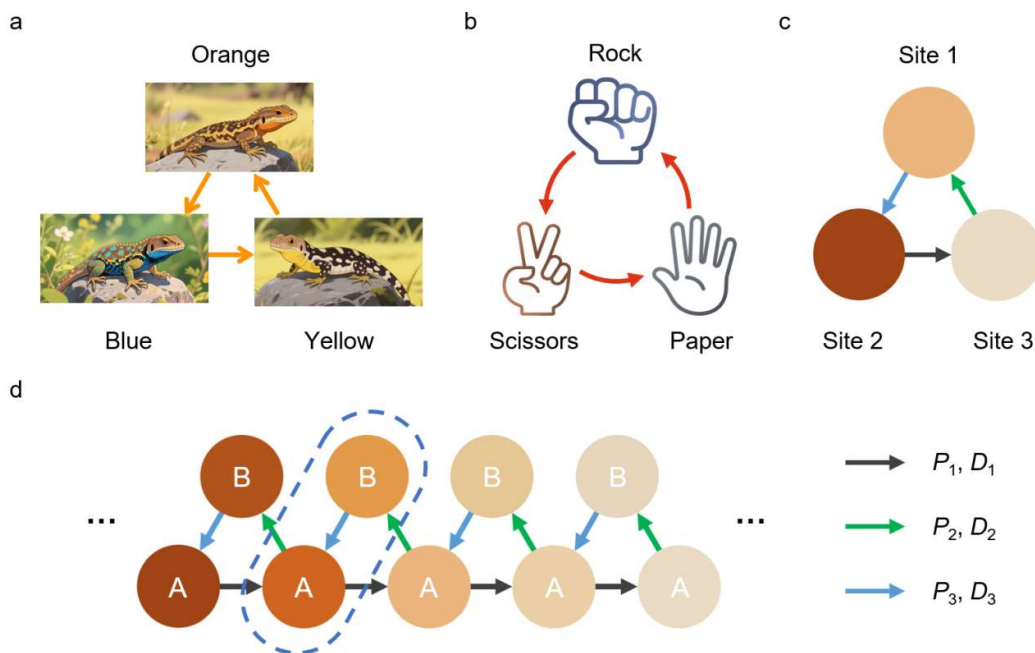 a
Orange
Blue
Yellow
b
Rock
Scissors
Paper
c
Site 1
Site 2
Site 3
d
B
B
B
B
...
...
A
A
A
A
A
P1, D1
P2, D2
P3, D3